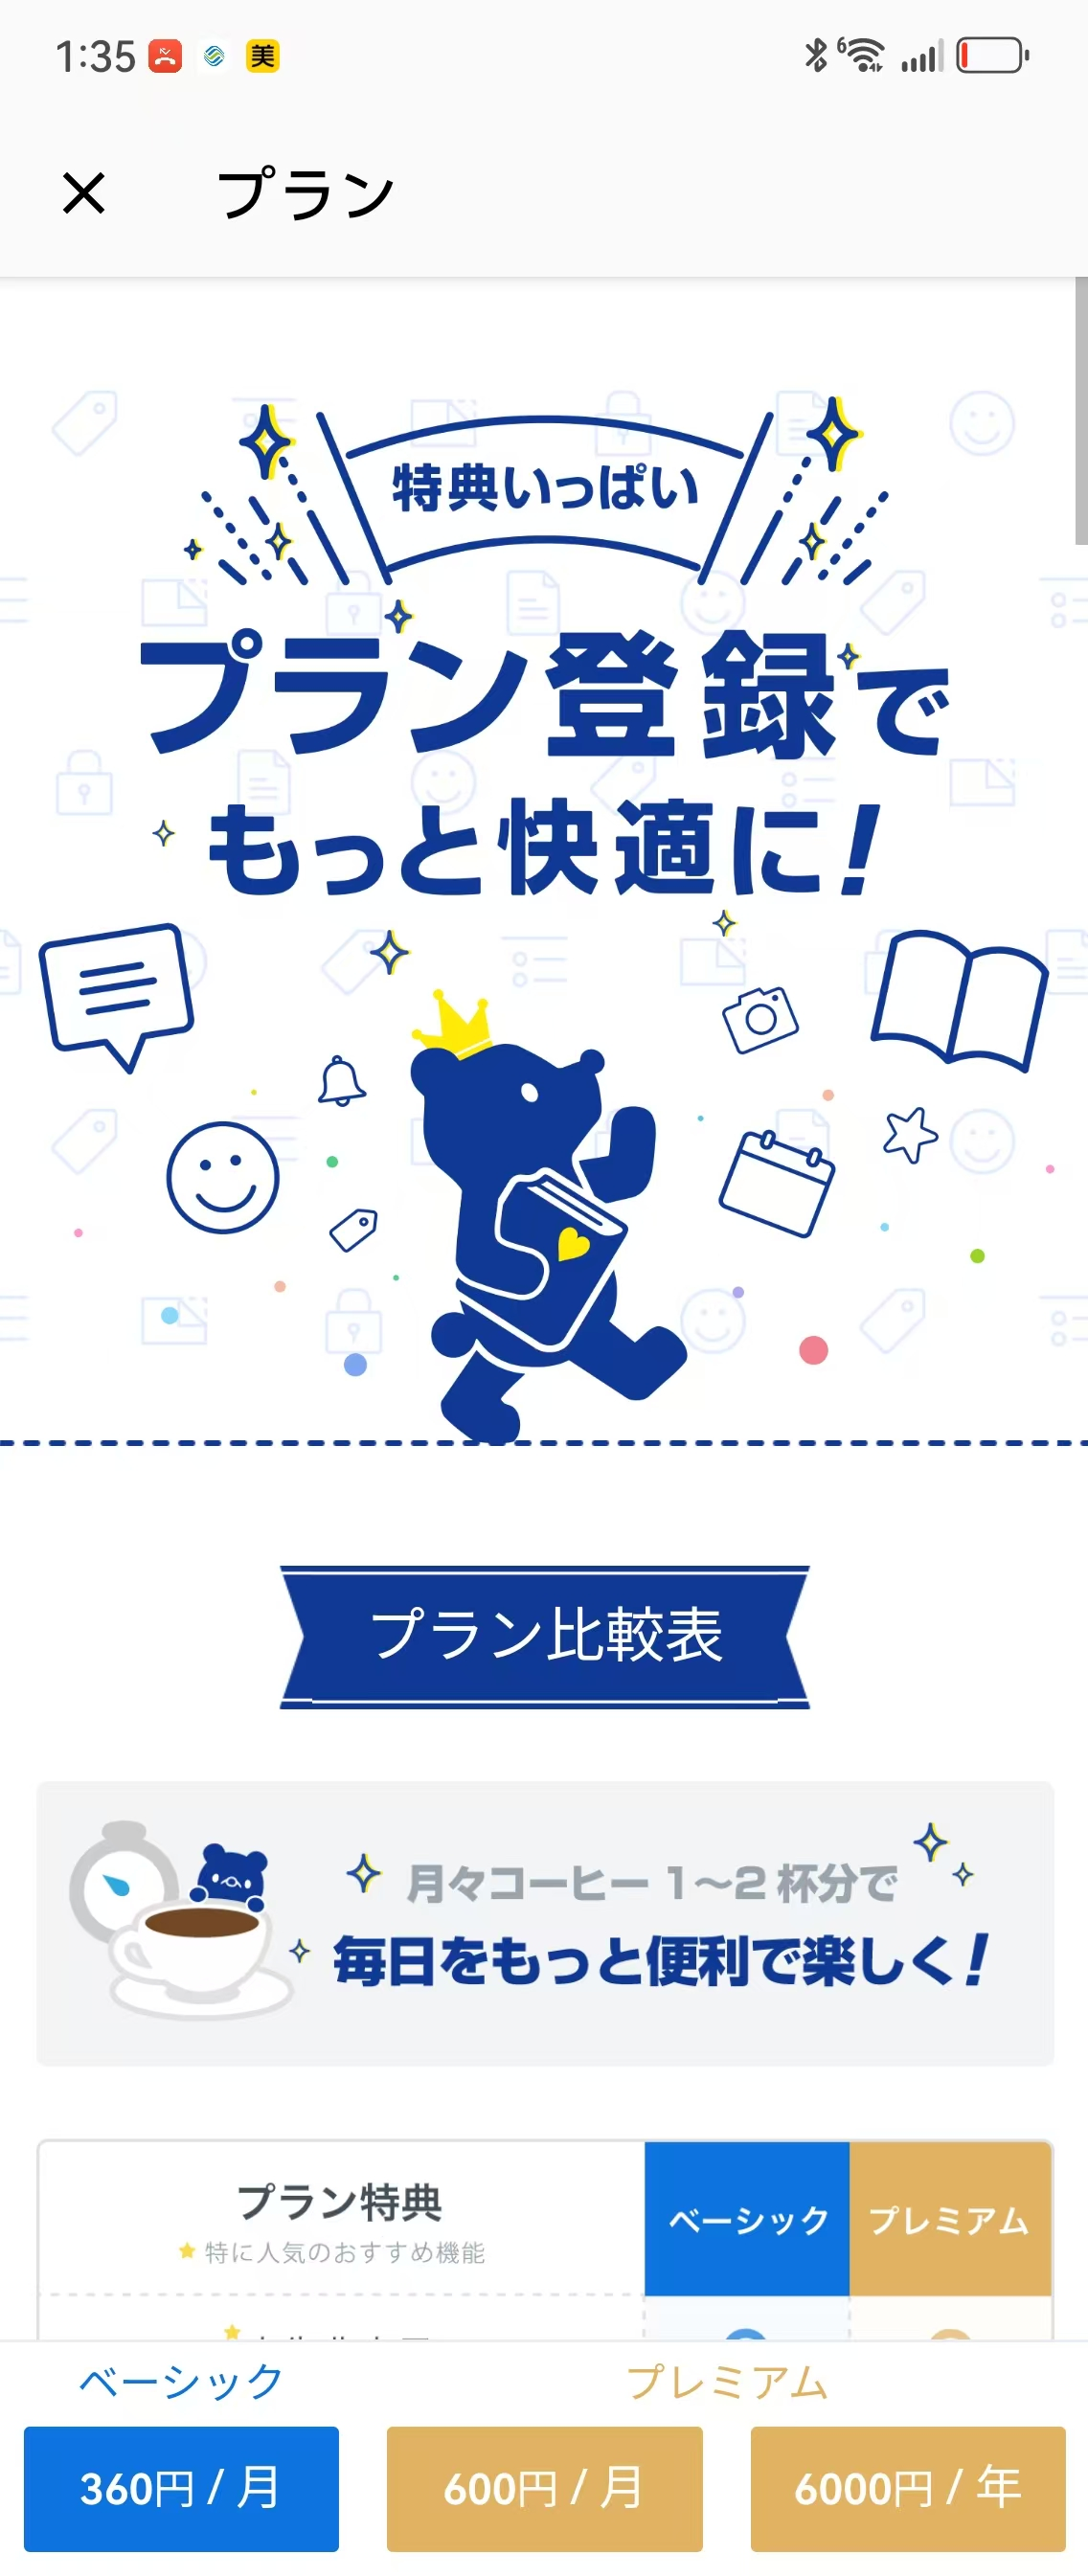 1:35 美 6
プラン
特典いっぱい
プラン登録で
もっと快適に!
プラン比較表
月々コーヒー 1〜2 杯分で
毎日をもっと便利で楽しく!
プラン特典
ベーシック プレミアム
特に人気のおすすめ機能
ベーシック プレミアム
360円 / 月 600円 / 月 6000円 / 年